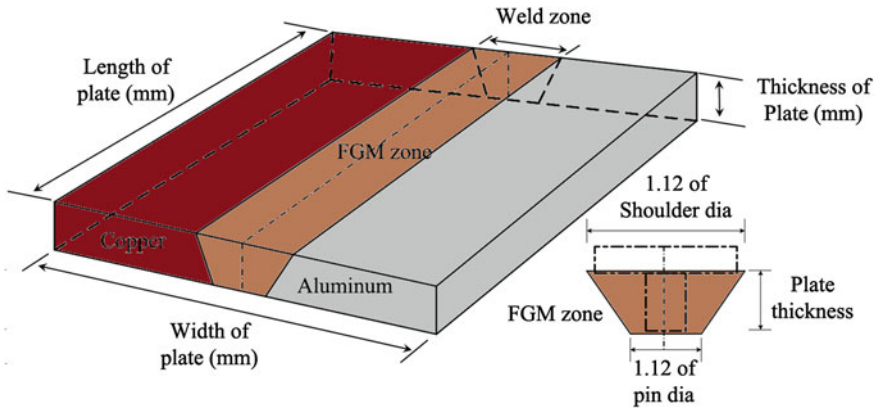 Weld zone
Length of
plate (mm)
Thickness of
Plate (mm)
FGM zone
1.12 of
Shoulder dia
Copper
Aluminum
Plate
thickness
FGM zone
Width of
plate (mm)
1.12 of
pin dia